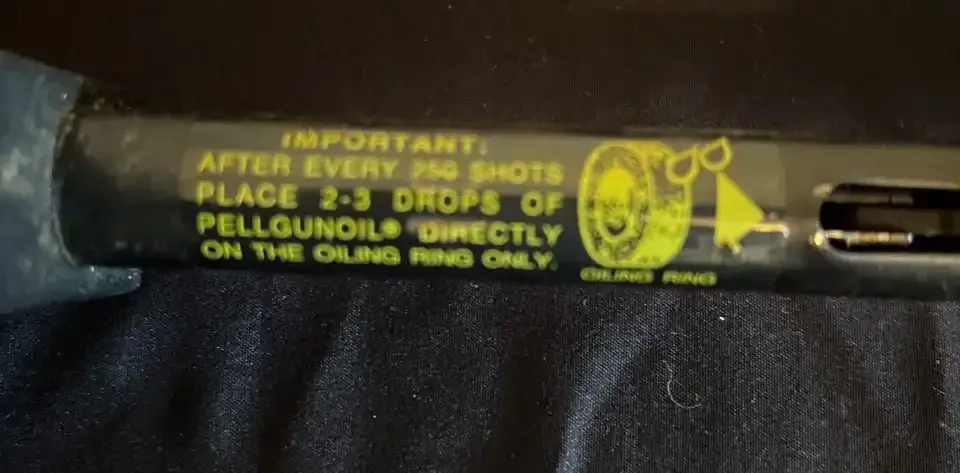 IMPORTANT:
AFTER EVERY 250 SHOTS
PLACE 2-3 DROPS OF
PELLGUNOIL® DIRECTLY
ON THE OILING RING ONLY.
OILING RING